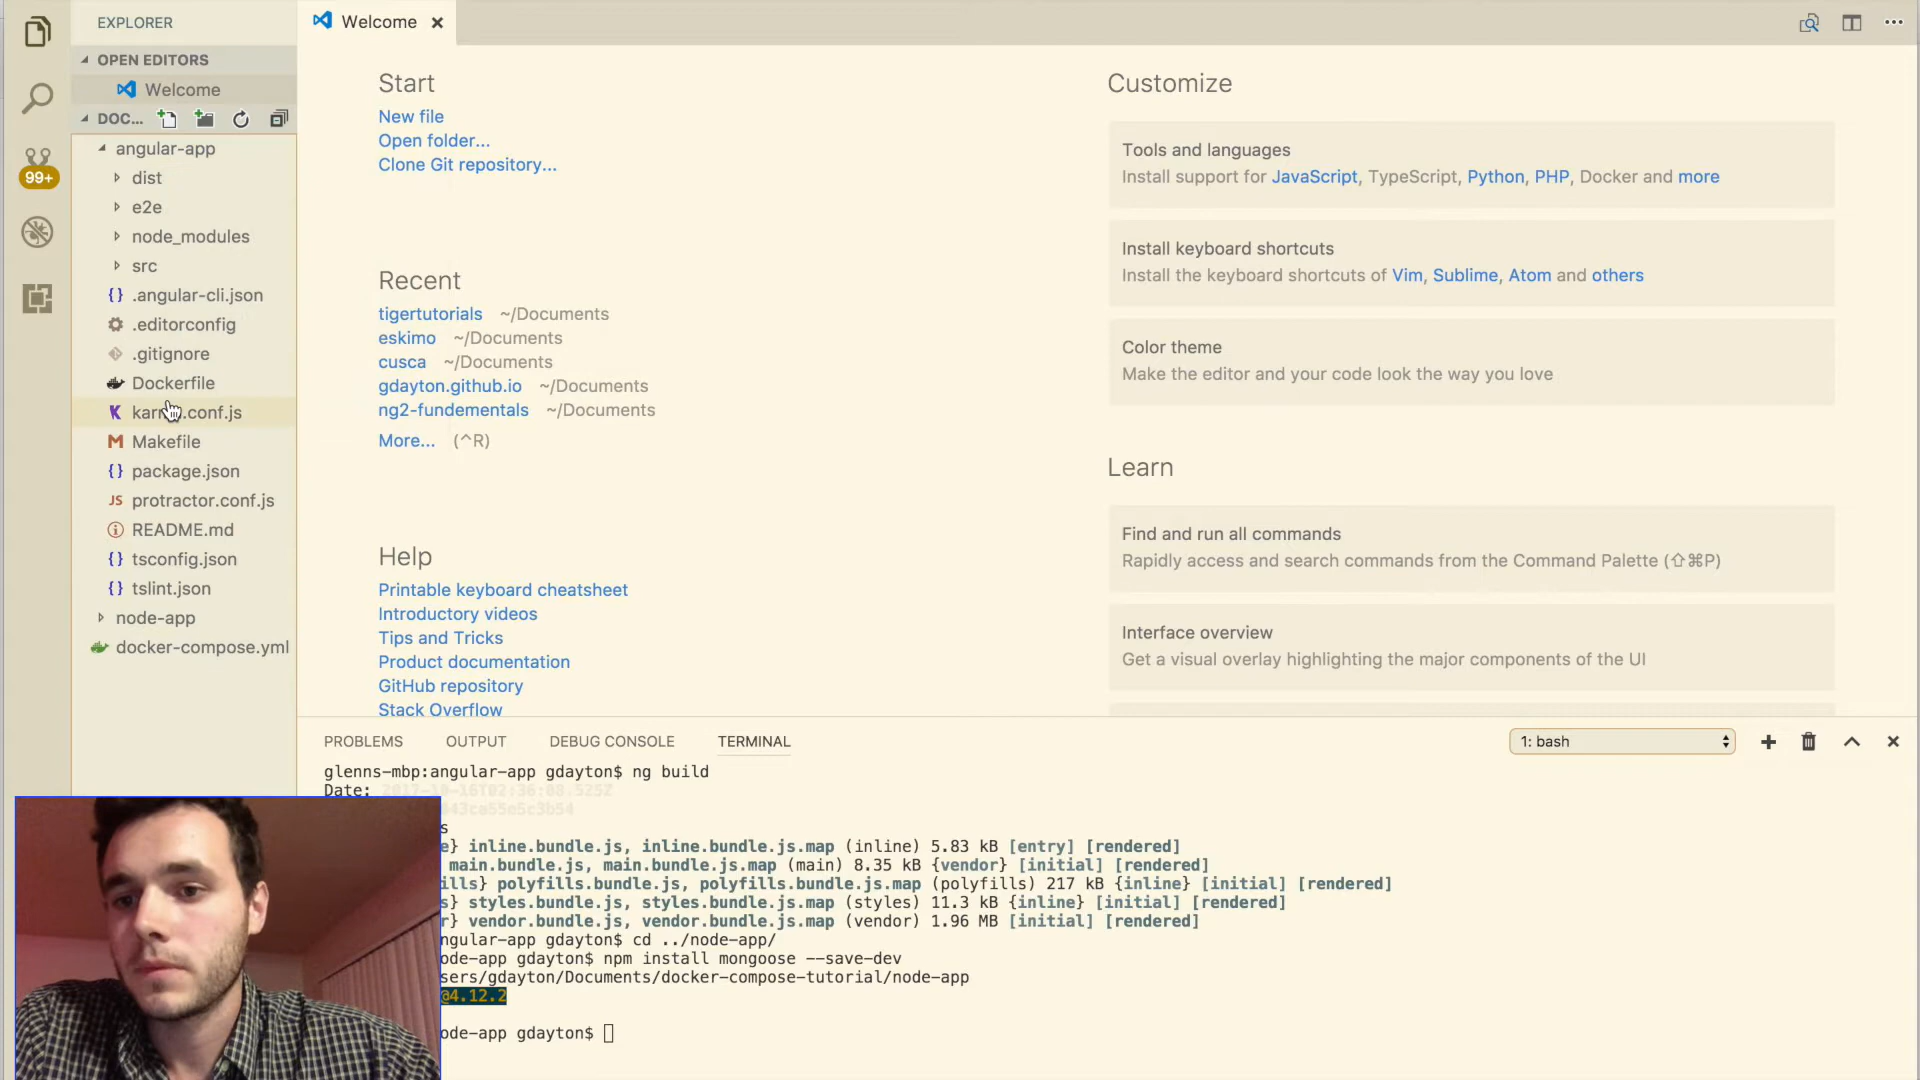 EXPLORER
OPEN EDITORS
Welcome
DOC...
angular-app
dist
e2e
node_modules
src
.angular-cli.json
.editorconfig
.gitignore
Dockerfile
.conf.js
Makefile
package.json
protractor.conf.js
README.md
tsconfig.json
tslint.json
node-app
docker-compose.yml
99+
Welcome
Start
New file
Open folder...
Clone Git repository...
Recent
tigertutorials ~/Documents
eskimo ~/Documents
cusca ~/Documents
gdayton.github.io ~/Documents
ng2-fundementals ~/Documents
More... (^R)
Help
Printable keyboard cheatsheet
Introductory videos
Tips and Tricks
Product documentation
GitHub repository
Stack Overflow
Customize
Tools and languages
Install support for JavaScript, TypeScript, Python, PHP, Docker and more
Install keyboard shortcuts
Install the keyboard shortcuts of Vim, Sublime, Atom and others
Color theme
Make the editor and your code look the way you love
Learn
Find and run all commands
Rapidly access and search commands from the Command Palette (⇧⌘P)
Interface overview
Get a visual overlay highlighting the major components of the UI
PROBLEMS OUTPUT DEBUG CONSOLE TERMINAL
1: bash
glenns-mbp:angular-app gdayton$ ng build
Date: 2017-10-16T02:36:08.525Z
643ca55e5c3b54
s
e} inline.bundle.js, inline.bundle.js.map (inline) 5.83 kB [entry] [rendered]
main.bundle.js, main.bundle.js.map (main) 8.35 kB {vendor} [initial] [rendered]
ills} polyfills.bundle.js, polyfills.bundle.js.map (polyfills) 217 kB {inline} [initial] [rendered]
s} styles.bundle.js, styles.bundle.js.map (styles) 11.3 kB {inline} [initial] [rendered]
r} vendor.bundle.js, vendor.bundle.js.map (vendor) 1.96 MB [initial] [rendered]
ngular-app gdayton$ cd ../node-app/
ode-app gdayton$ npm install mongoose --save-dev
sers/gdayton/Documents/docker-compose-tutorial/node-app
@4.12.2
ode-app gdayton$